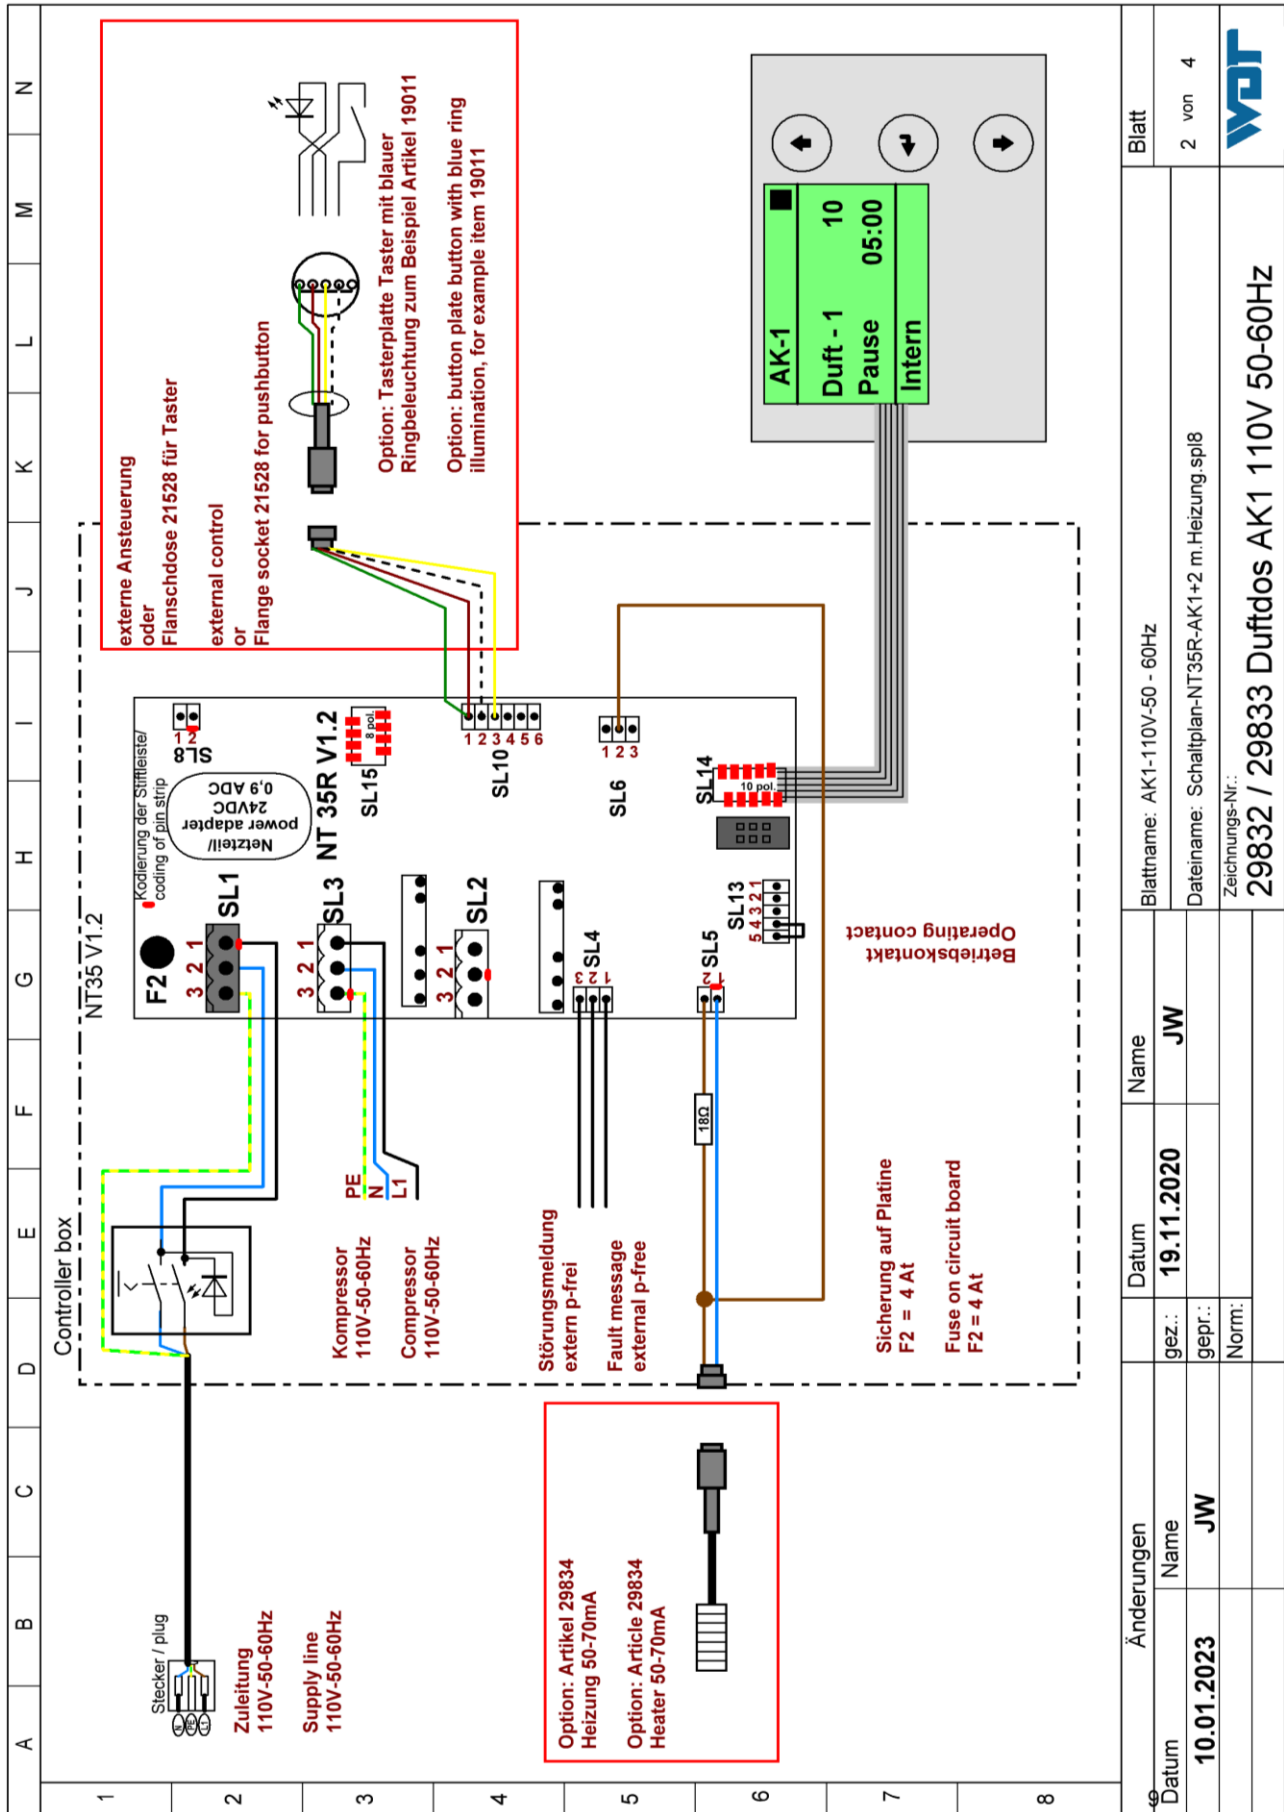 A B C D E F G H I J K L M N
1
2
3
4
5
6
7
8
Stecker / plug
N
PE
L1
Zuleitung
110V-50-60Hz
Supply line
110V-50-60Hz
Controller box
NT35 V1.2
F2
Kodierung der Stiftleiste/
coding of pin strip
3 2 1
SL1
Netzteil/
power adapter
24VDC
0,9 ADC
1
2
SL8
NT 35R V1.2
3 2 1
SL3
SL15
8 pol.
PE
N
L1
Kompressor
110V-50-60Hz
Compressor
110V-50-60Hz
3 2 1
SL2
SL10
1
2
3
4
5
6
Störungsmeldung
extern p-frei
Fault message
external p-free
SL4
3
2
1
SL6
1
2
3
SL5
2
1
18Ω
SL13
5 4 3 2 1
SL14
10 pol.
Betriebskontakt
Operating contact
Sicherung auf Platine
F2 = 4 At
Fuse on circuit board
F2 = 4 At
Option: Artikel 29834
Heizung 50-70mA
Option: Article 29834
Heater 50-70mA
externe Ansteuerung
oder
Flanschdose 21528 für Taster
external control
or
Flange socket 21528 for pushbutton
Option: Tasterplatte Taster mit blauer
Ringbeleuchtung zum Beispiel Artikel 19011
Option: button plate button with blue ring
illumination, for example item 19011
AK-1
Duft - 1 10
Pause 05:00
Intern
Änderungen
Datum Name
10.01.2023 JW
Datum Name
gez.: 19.11.2020 JW
gepr.:
Norm:
Blattname: AK1-110V-50 - 60Hz
Dateiname: Schaltplan-NT35R-AK1+2 m.Heizung.spl8
Zeichnungs-Nr.:
29832 / 29833 Duftdos AK1 110V 50-60Hz
Blatt
2 von 4
WDT